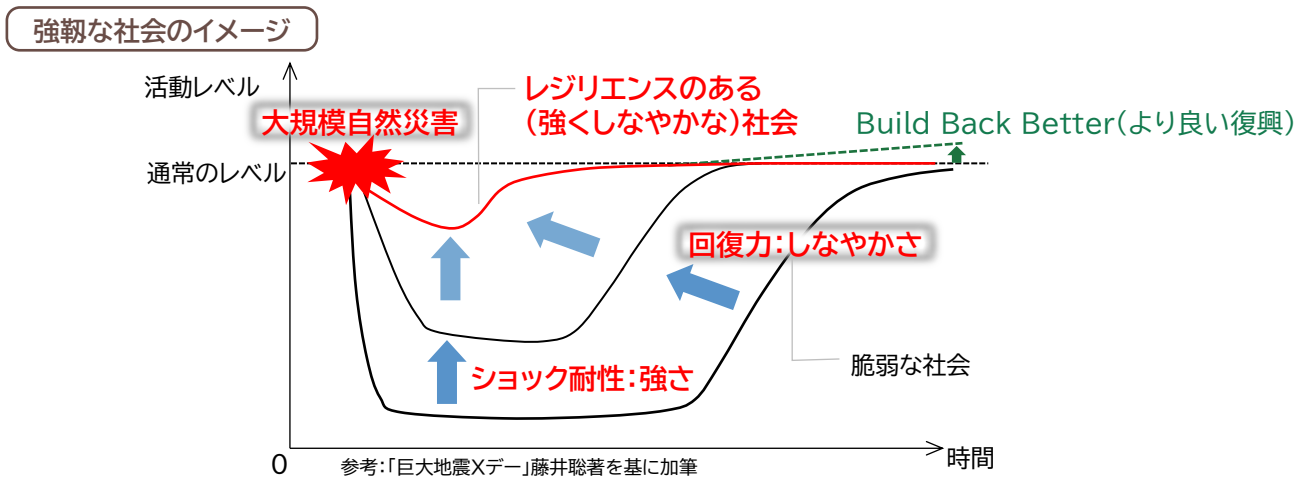 強靱な社会のイメージ
活動レベル
レジリエンスのある
（強くしなやかな）社会
大規模自然災害
Build Back Better（より良い復興）
通常のレベル
回復力：しなやかさ
ショック耐性：強さ
脆弱な社会
0
時間
参考：「巨大地震Xデー」藤井聡著を基に加筆